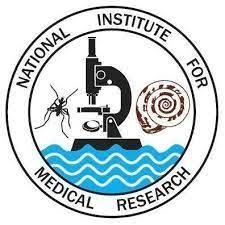 NATIONAL INSTITUTE FOR
MEDICAL RESEARCH